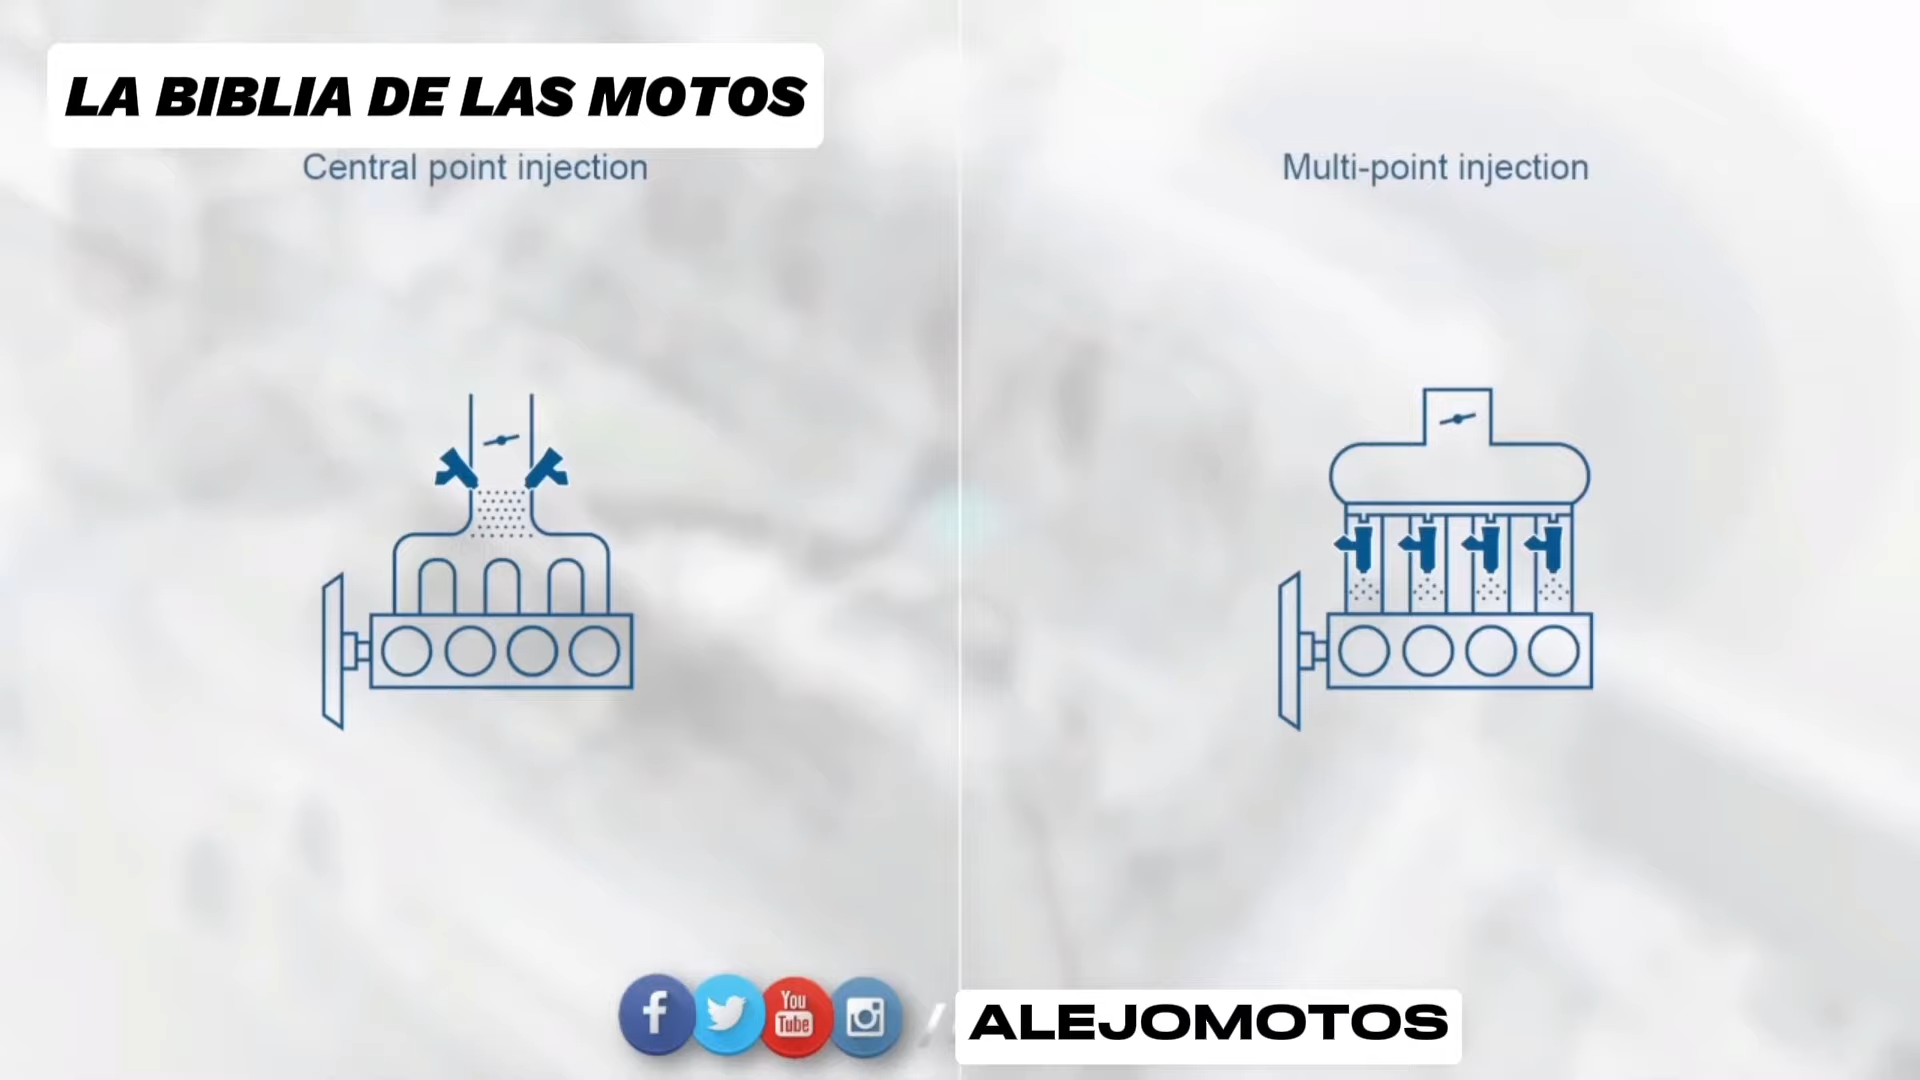 LA BIBLIA DE LAS MOTOS
Central point injection
Multi-point injection
f
You
Tube
/
ALEJOMOTOS